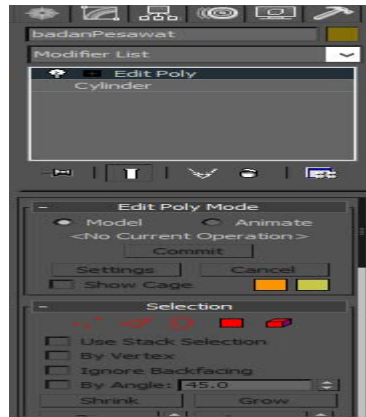 badanPesawat
Modifier List
Edit Poly
Cylinder
- Edit Poly Mode
Model Animate
<No Current Operation>
Commit
Settings Cancel
Show Cage
- Selection
Use Stack Selection
By Vertex
Ignore Backfacing
By Angle: 45.0
Shrink Grow